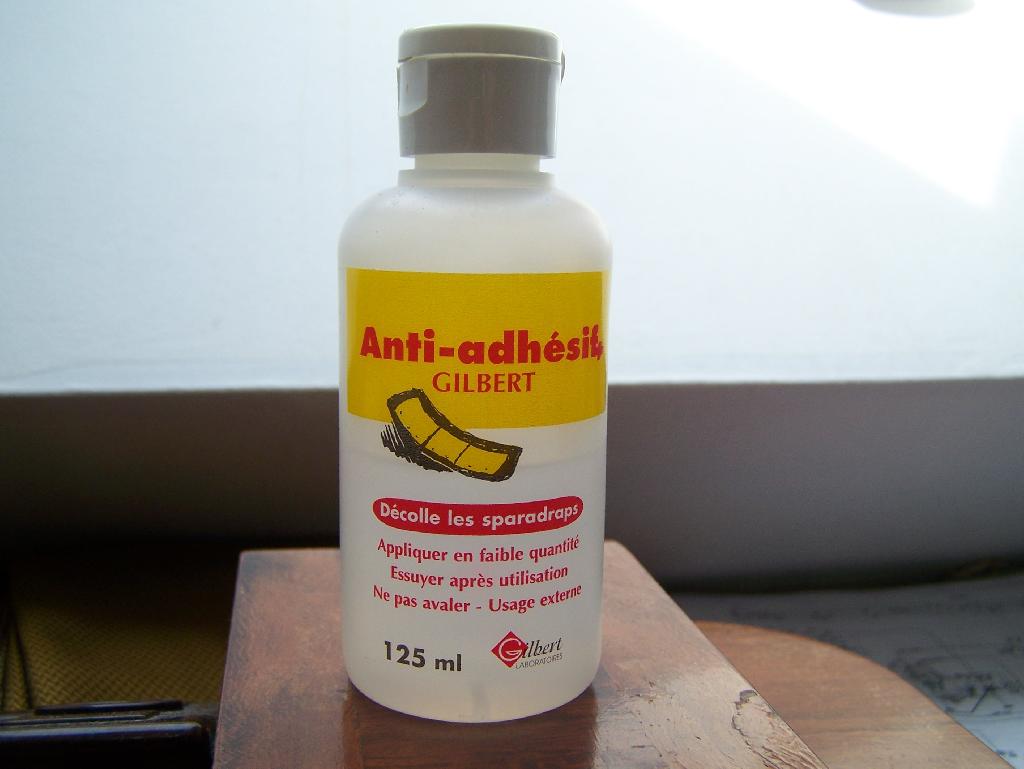 Anti-adhésif
GILBERT
Décolle les sparadraps
Appliquer en faible quantité
Essuyer après utilisation
Ne pas avaler - Usage externe
125 ml
Gilbert
LABORATOIRES